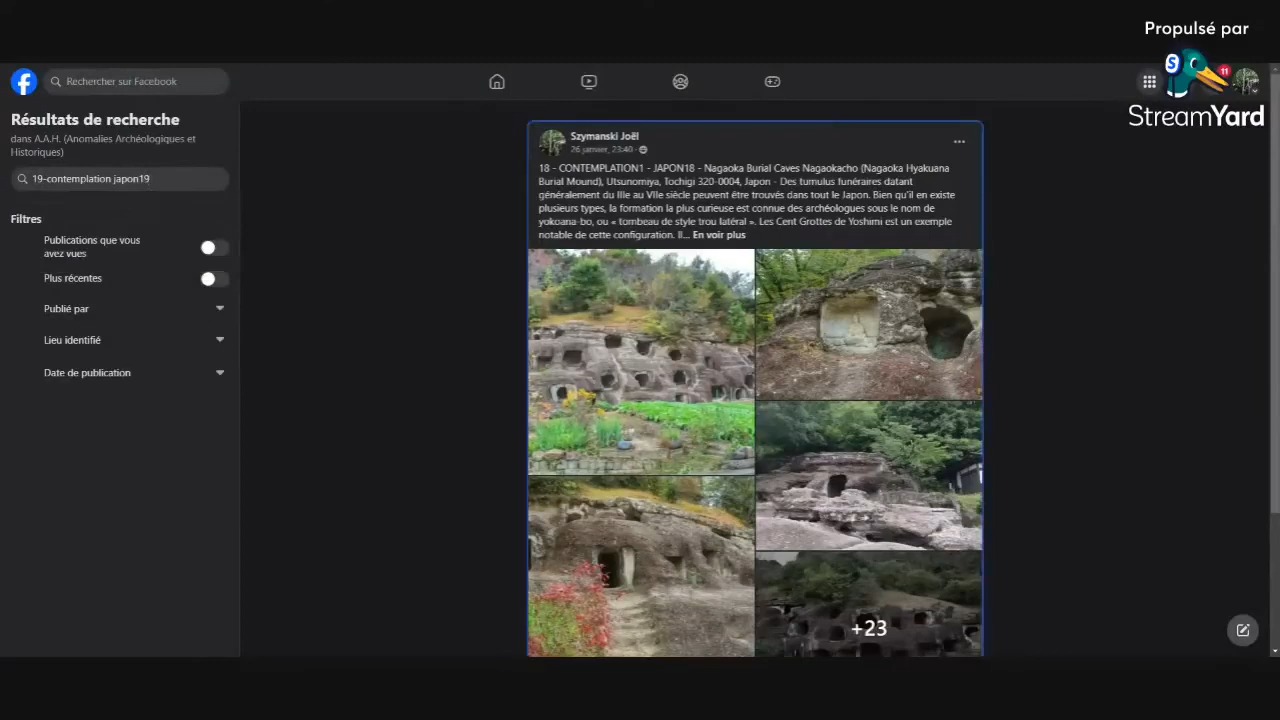 Propulsé par
StreamYard
Rechercher sur Facebook
11
Résultats de recherche
dans A.A.H. (Anomalies Archéologiques et
Historiques)
19-contemplation japon19
Filtres
Publications que vous
avez vues
Plus récentes
Publié par
Lieu identifié
Date de publication
Szymanski Joël
26 janvier, 23:40
18 - CONTEMPLATION1 - JAPON18 - Nagaoka Burial Caves Nagaokacho (Nagaoka Hyakuana
Burial Mound), Utsunomiya, Tochigi 320-0004, Japon - Des tumulus funéraires datant
généralement du IIIe au VIIe siècle peuvent être trouvés dans tout le Japon. Bien qu'il en existe
plusieurs types, la formation la plus curieuse est connue des archéologues sous le nom de
yokoana-bo, ou « tombeau de style trou latéral ». Les Cent Grottes de Yoshimi est un exemple
notable de cette configuration. Il... En voir plus
+23